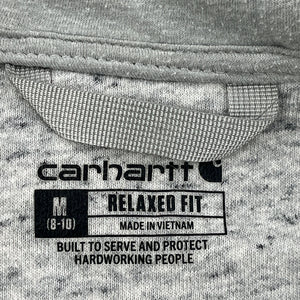 carhartt
M
(8-10)
RELAXED FIT
MADE IN VIETNAM
BUILT TO SERVE AND PROTECT
HARDWORKING PEOPLE